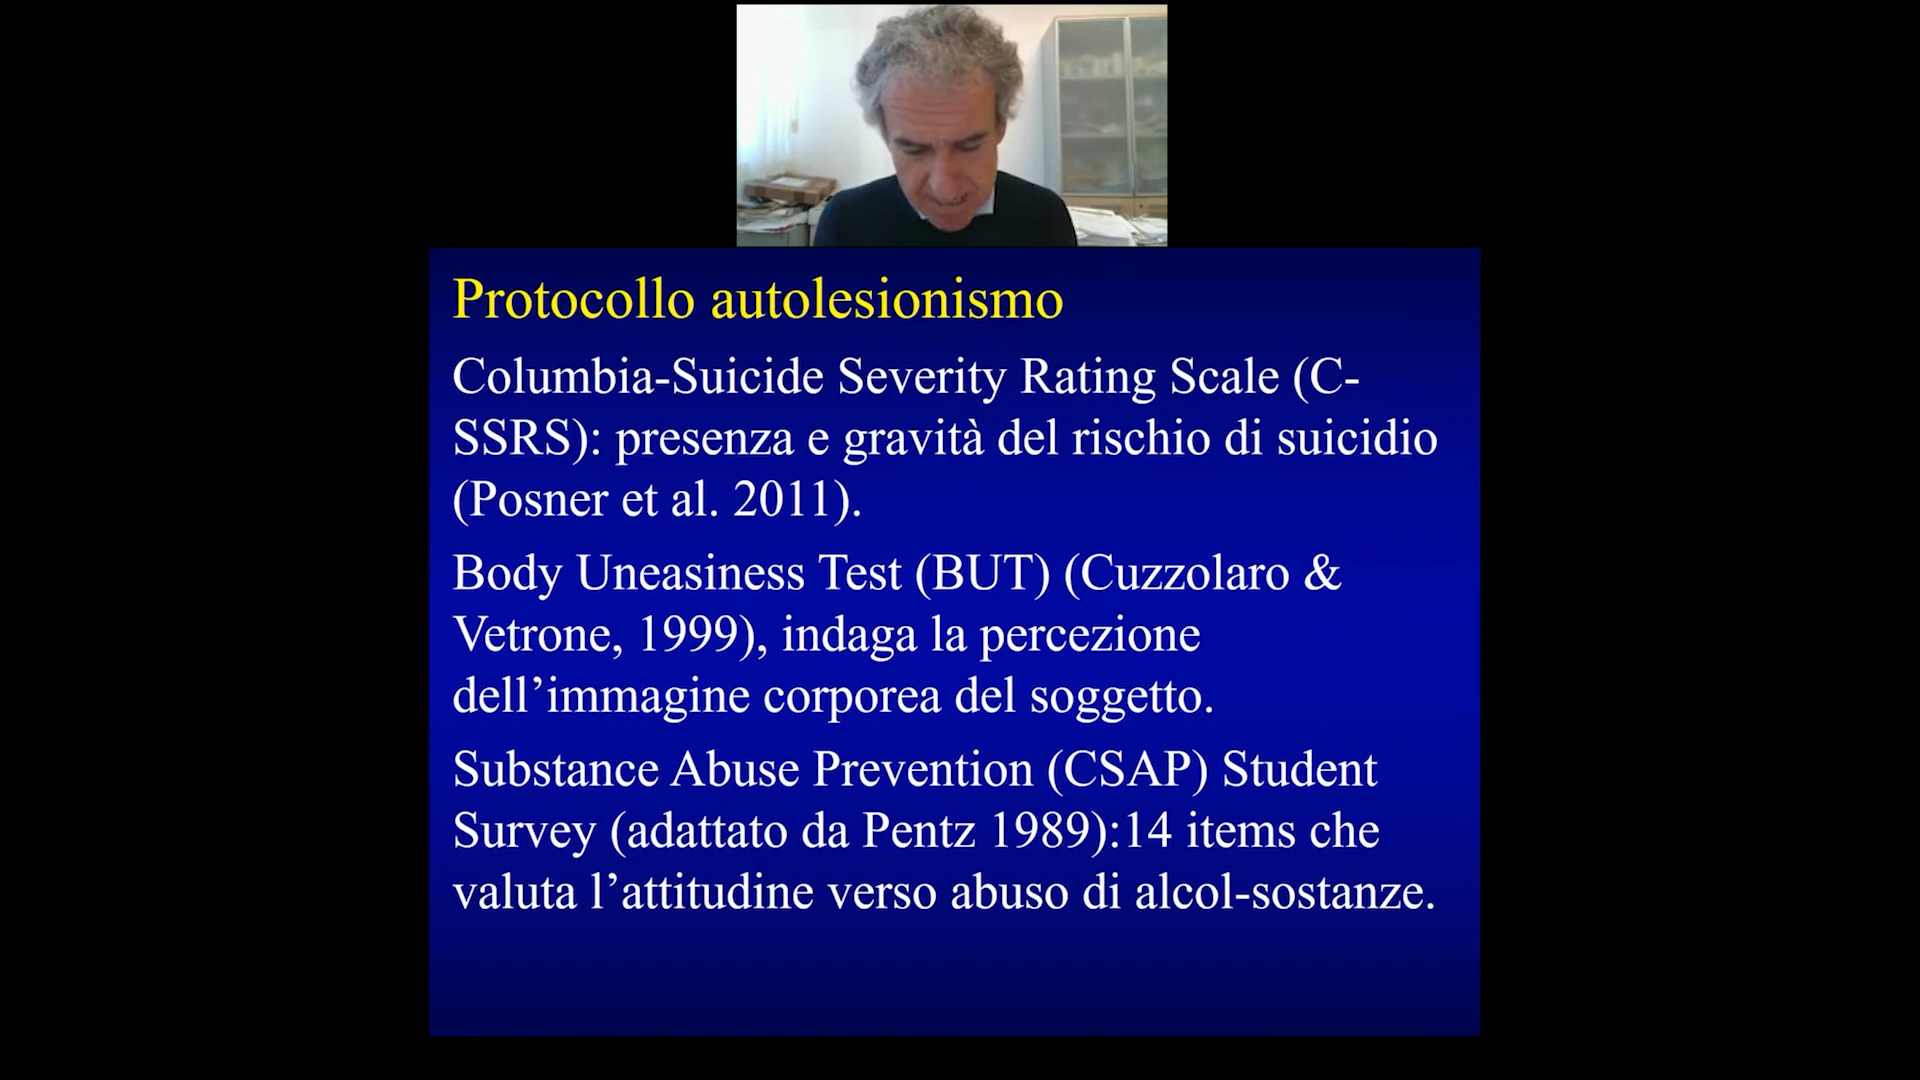 Protocollo autolesionismo
Columbia-Suicide Severity Rating Scale (C-
SSRS): presenza e gravità del rischio di suicidio
(Posner et al. 2011).
Body Uneasiness Test (BUT) (Cuzzolaro &
Vetrone, 1999), indaga la percezione
dell’immagine corporea del soggetto.
Substance Abuse Prevention (CSAP) Student
Survey (adattato da Pentz 1989):14 items che
valuta l’attitudine verso abuso di alcol-sostanze.